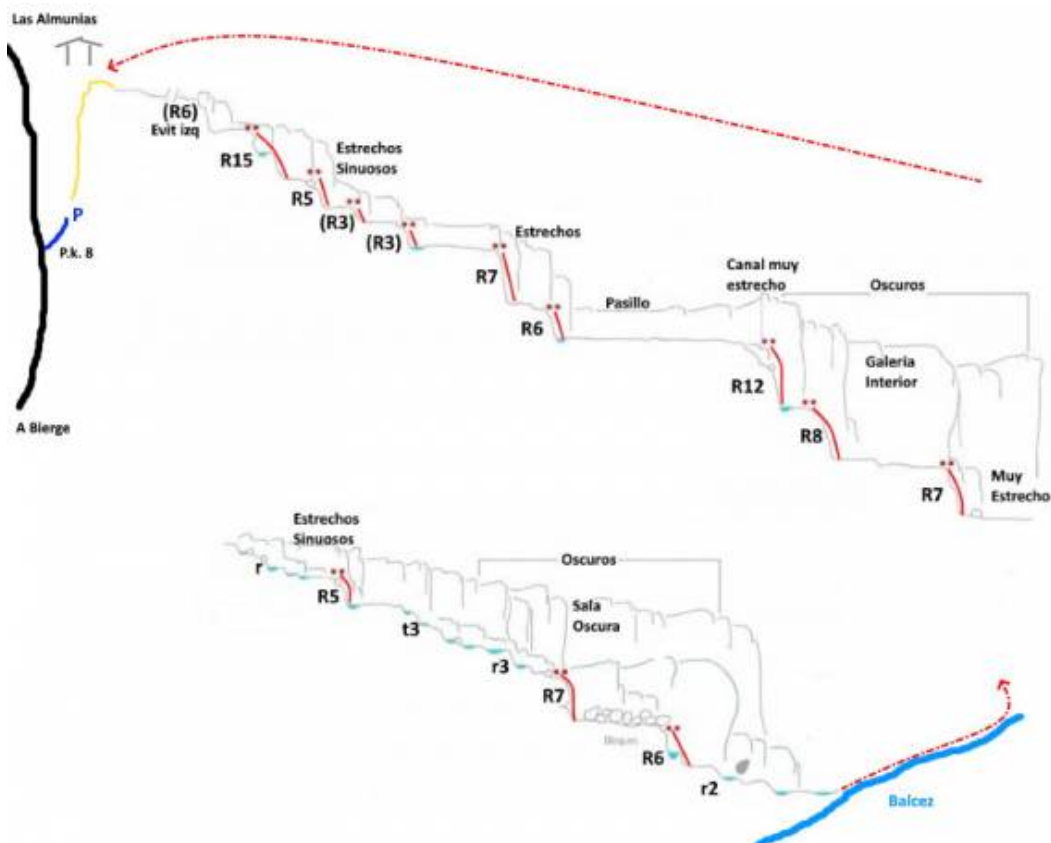 Las Almunias
(R6)
Evit izq
R15
Estrechos
Sinuosos
R5
(R3)
(R3)
P
P.k. 8
R7
Estrechos
R6
Pasillo
Canal muy
estrecho
Oscuros
R12
Galeria
Interior
R8
R7
Muy
Estrecho
A Bierge
Estrechos
Sinuosos
r
R5
Oscuros
t3
Sala
Oscura
r3
R7
R6
r2
Balcez